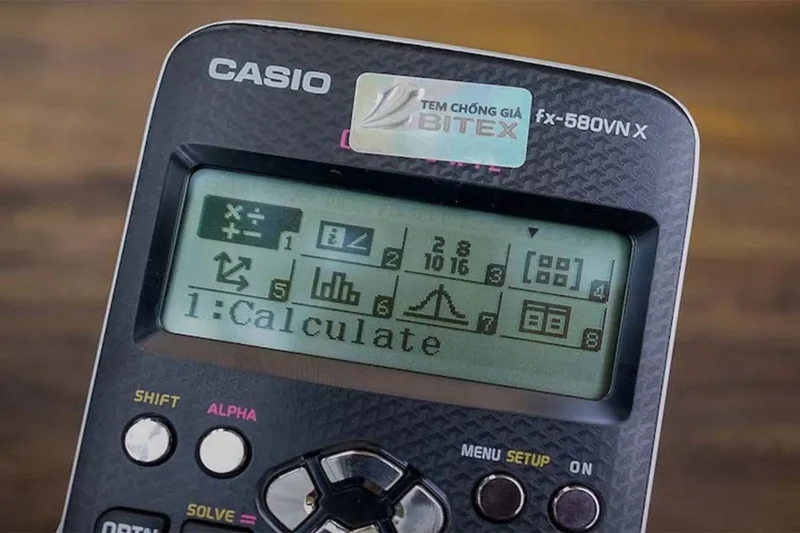 CASIO
TEM CHỐNG GIẢ
BITEX
fx-580VN X
1
2
2 8
10 16
3
4
5
6
7
8
1:Calculate
SHIFT
ALPHA
MENU SETUP
ON
SOLVE =
OPTN